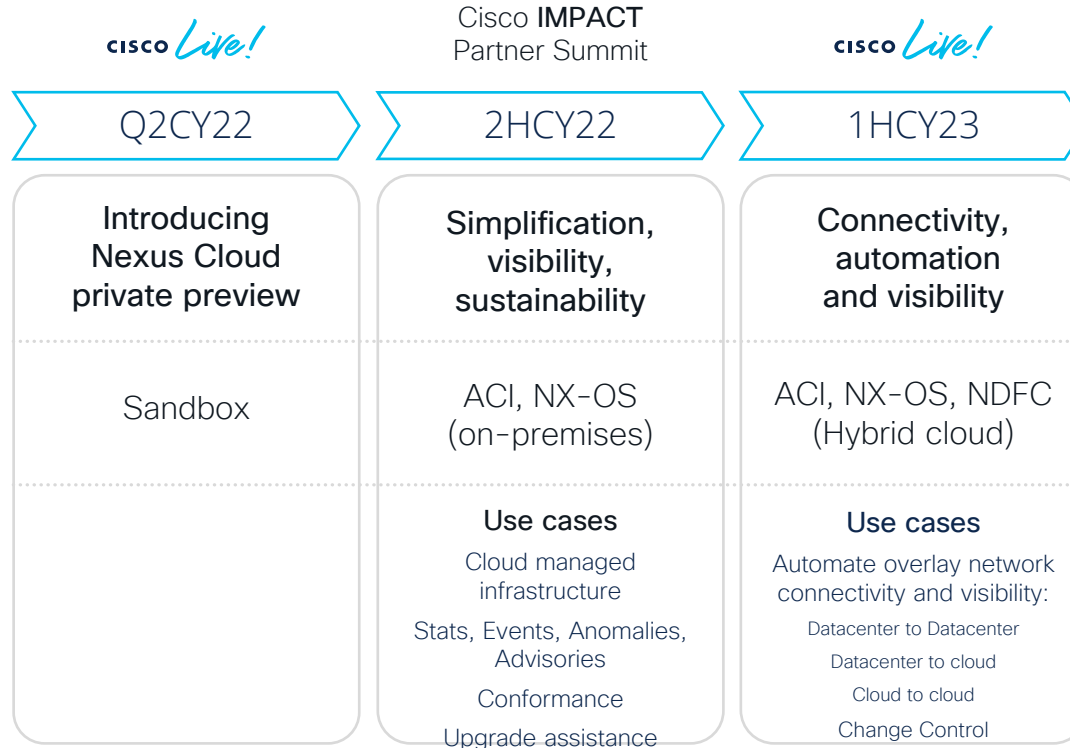 CISCO Live!
Q2CY22
Introducing
Nexus Cloud
private preview
Sandbox
Cisco IMPACT
Partner Summit
2HCY22
Simplification,
visibility,
sustainability
ACI, NX-OS
(on-premises)
Use cases
Cloud managed
infrastructure
Stats, Events, Anomalies,
Advisories
Conformance
Upgrade assistance
CISCO Live!
1HCY23
Connectivity,
automation
and visibility
ACI, NX-OS, NDFC
(Hybrid cloud)
Use cases
Automate overlay network
connectivity and visibility:
Datacenter to Datacenter
Datacenter to cloud
Cloud to cloud
Change Control